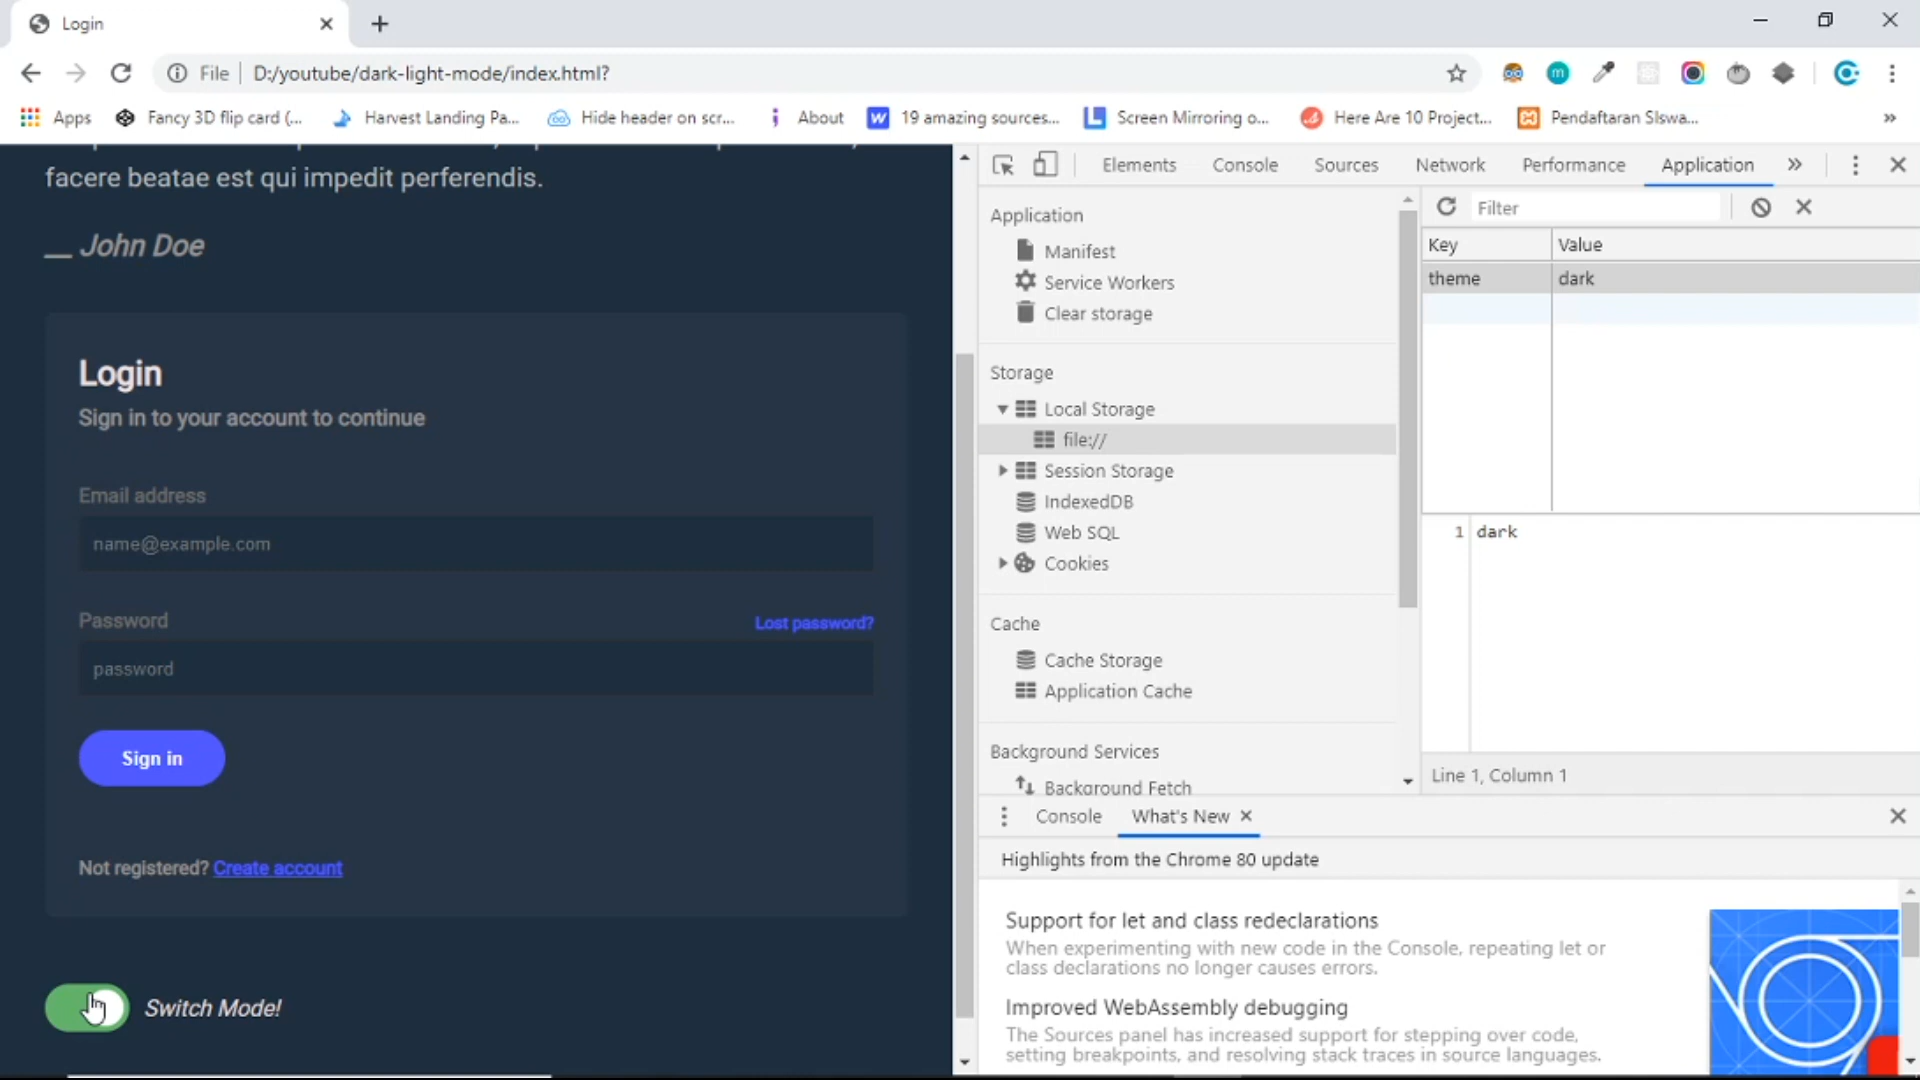 Login
File
D:/youtube/dark-light-mode/index.html?
Apps
Fancy 3D flip card (...
Harvest Landing Pa...
Hide header on scr...
About
19 amazing sources...
Screen Mirroring o...
Here Are 10 Project...
Pendaftaran SIswa...
facere beatae est qui impedit perferendis.
__ John Doe
Login
Sign in to your account to continue
Email address
name@example.com
Password
Lost password?
password
Sign in
Not registered? Create account
Switch Mode!
Elements
Console
Sources
Network
Performance
Application
Application
Manifest
Service Workers
Clear storage
Storage
Local Storage
file://
Session Storage
IndexedDB
Web SQL
Cookies
Cache
Cache Storage
Application Cache
Background Services
Background Fetch
Filter
Key Value
theme dark
1 dark
Line 1, Column 1
Console
What's New
Highlights from the Chrome 80 update
Support for let and class redeclarations
When experimenting with new code in the Console, repeating let or
class declarations no longer causes errors.
Improved WebAssembly debugging
The Sources panel has increased support for stepping over code,
setting breakpoints, and resolving stack traces in source languages.